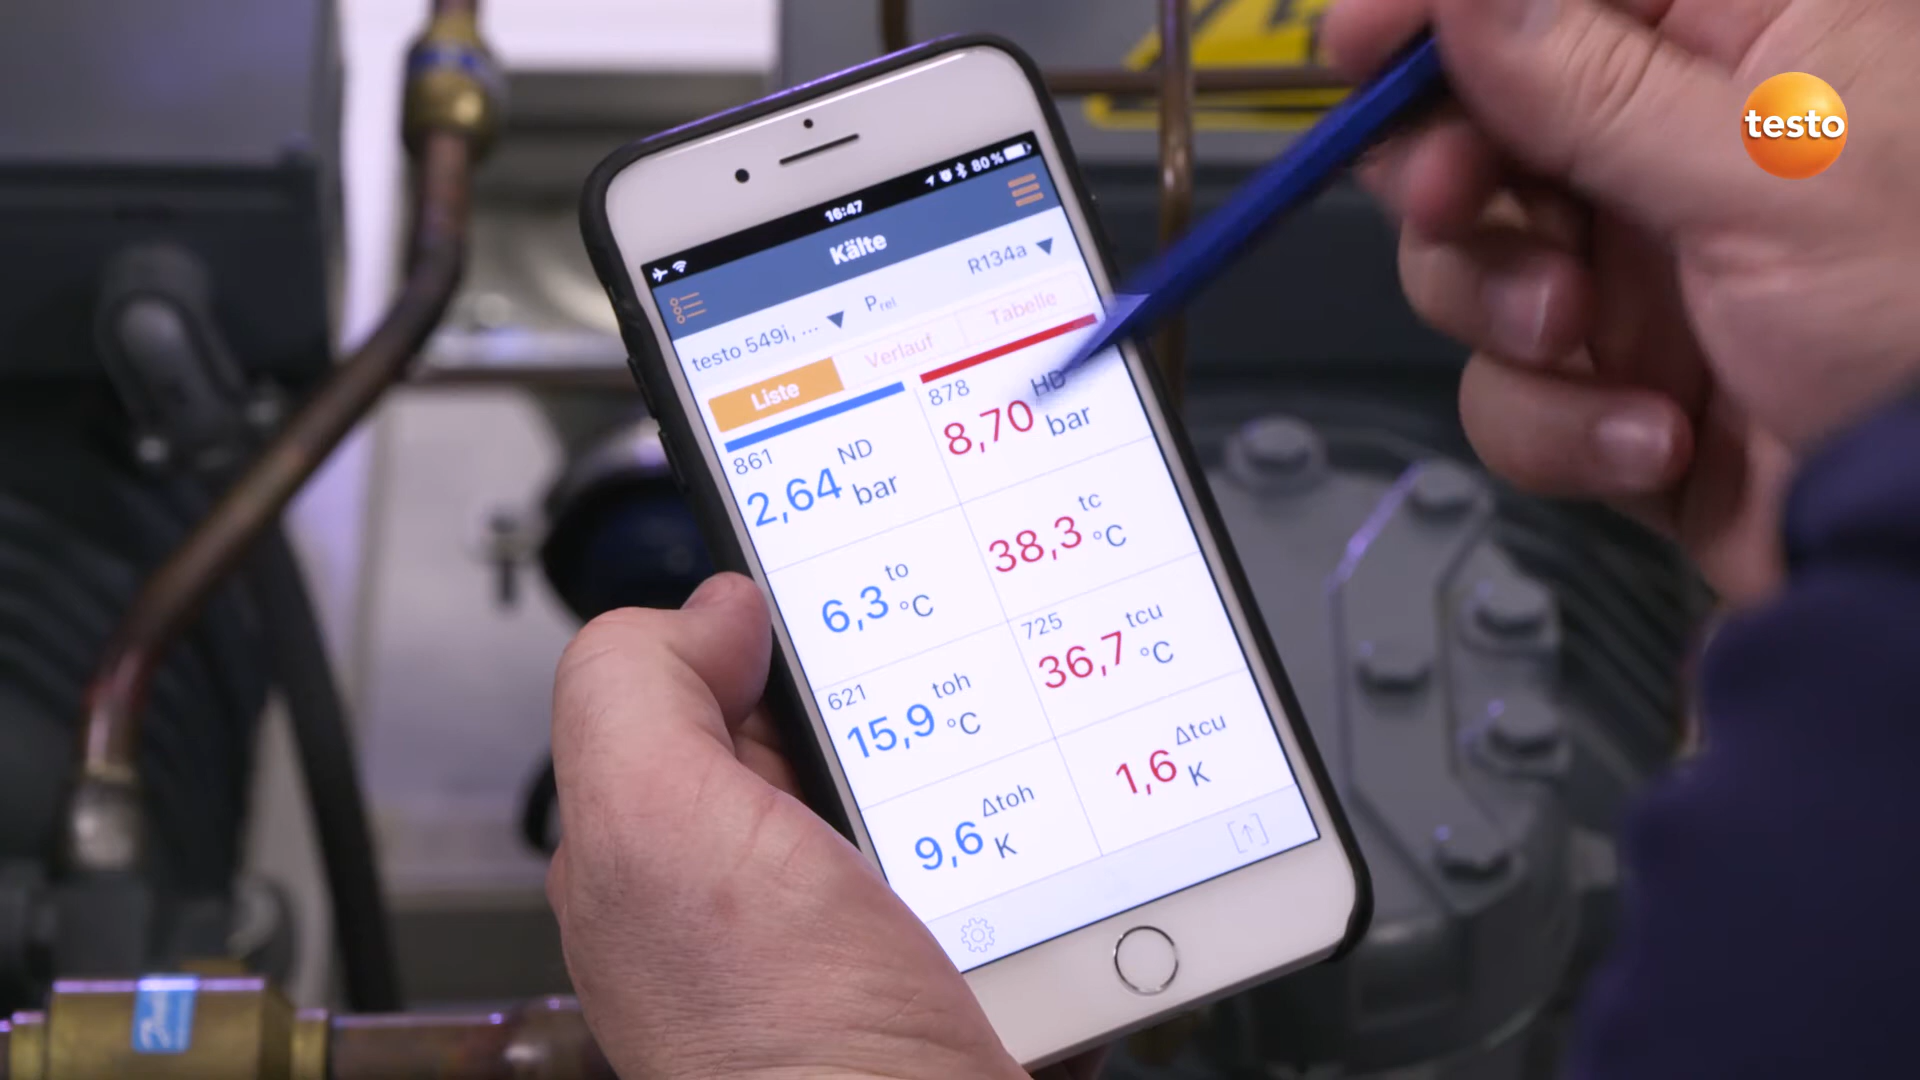 testo
16:47
80 %
Kälte
testo 549i, ...
Prel
R134a
Liste
Verlauf
Tabelle
861
ND
2,64 bar
878
HD
8,70 bar
to
6,3 °C
tc
38,3 °C
621
toh
15,9 °C
725
tcu
36,7 °C
Δtoh
9,6 K
Δtcu
1,6 K